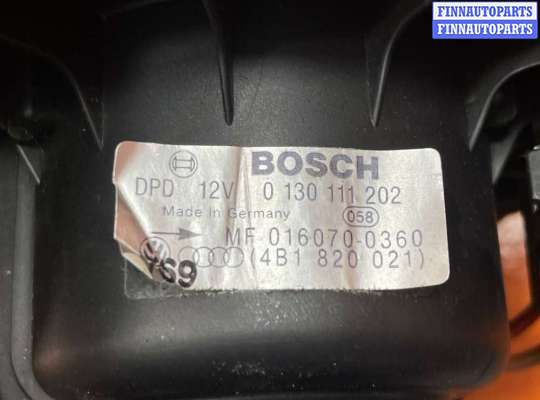 FINNAUTOPARTS
FINNAUTOPARTS
BOSCH
DPD 12V 0 130 111 202
Made in Germany 058
MF 016070-0360
(4B1 820 021)
69